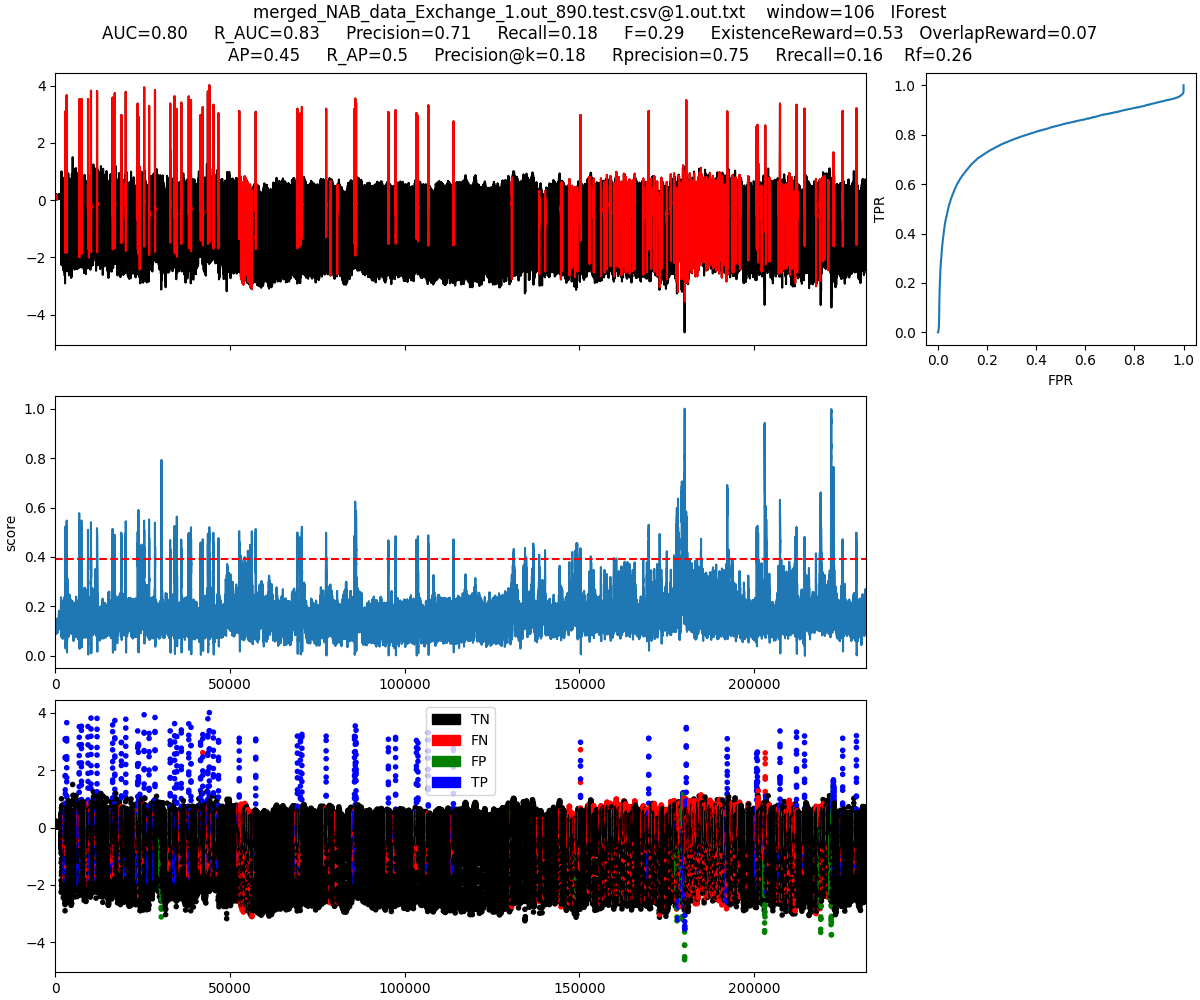 merged_NAB_data_Exchange_1.out_890.test.csv@1.out.txt window=106 IForest
AUC=0.80 R_AUC=0.83 Precision=0.71 Recall=0.18 F=0.29 ExistenceReward=0.53 OverlapReward=0.07
AP=0.45 R_AP=0.5 Precision@k=0.18 Rprecision=0.75 Rrecall=0.16 Rf=0.26
4
2
0
−2
−4
1.0
0.8
0.6
0.4
0.2
0.0
TPR
0.0 0.2 0.4 0.6 0.8 1.0
FPR
1.0
0.8
0.6
0.4
0.2
0.0
score
0 50000 100000 150000 200000
4
2
0
−2
−4
TN
FN
FP
TP
0 50000 100000 150000 200000